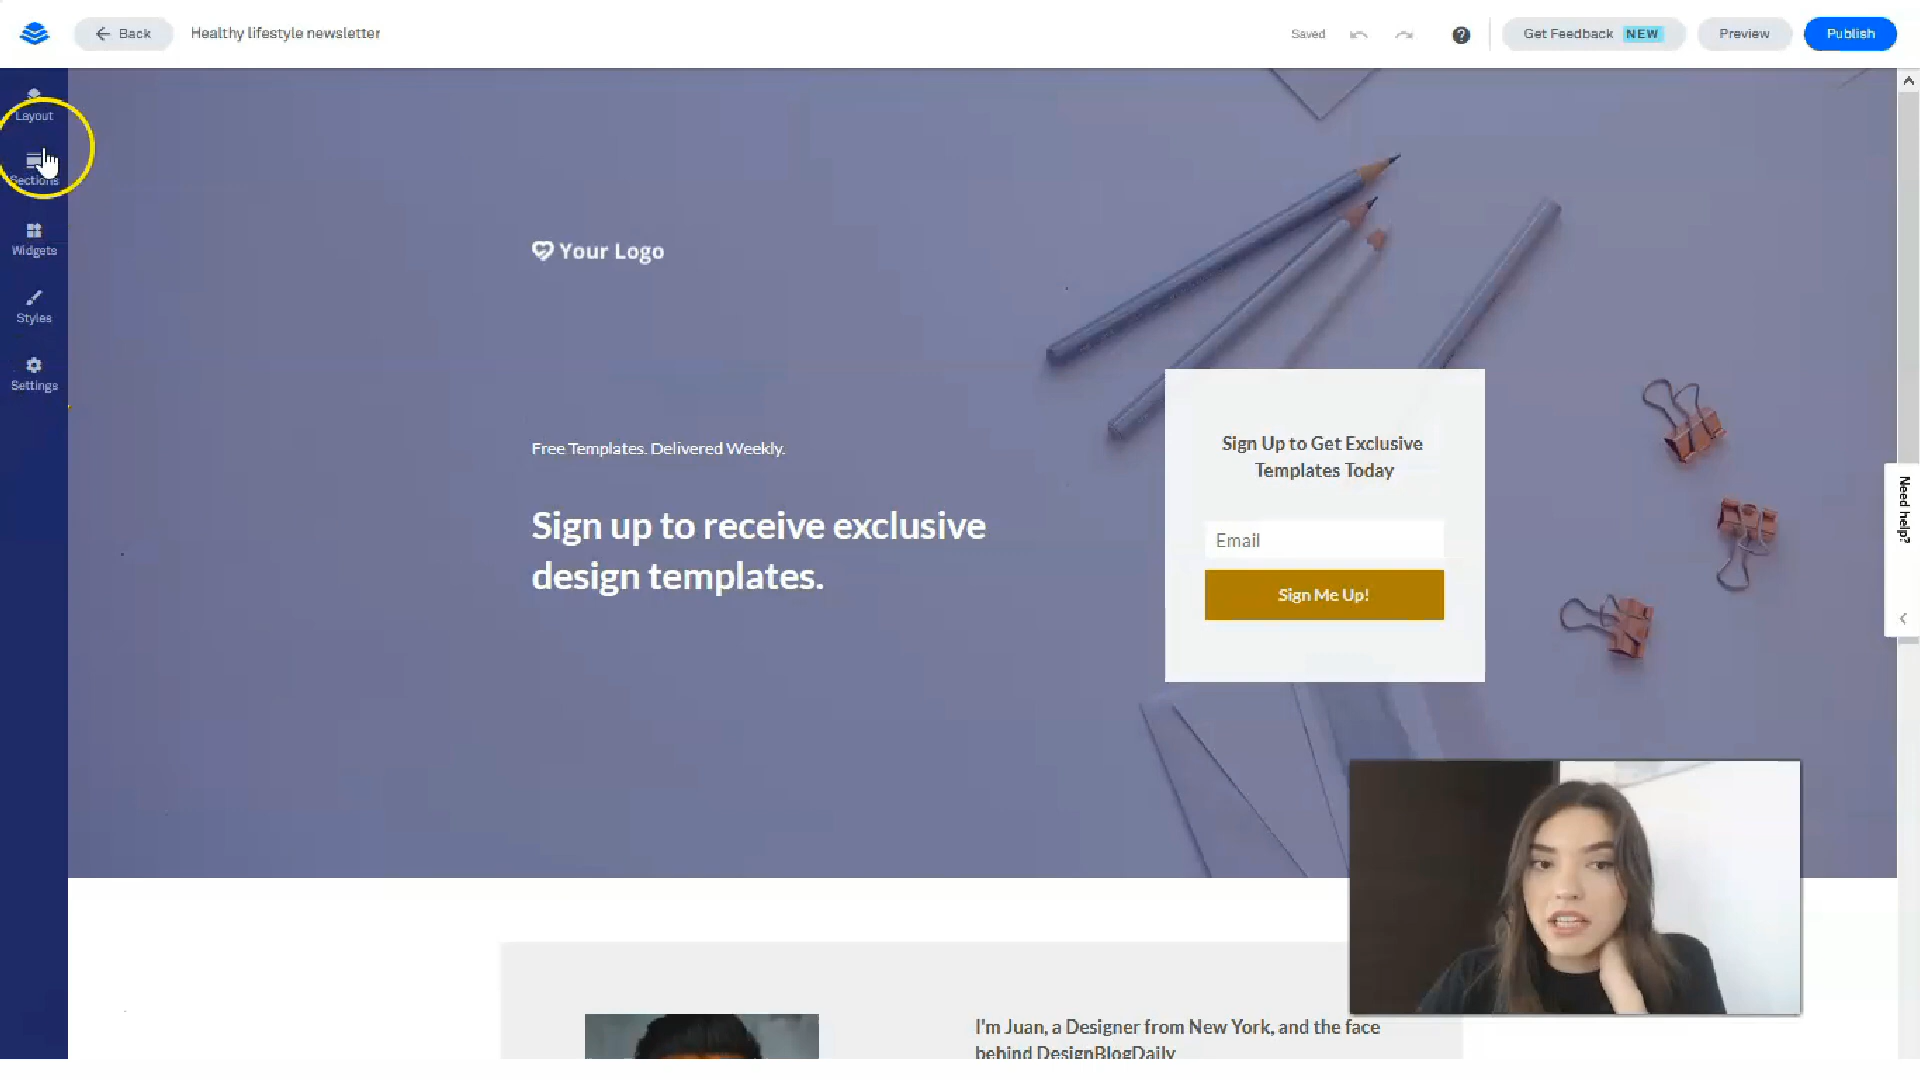 Back
Healthy lifestyle newsletter
Saved
Get Feedback NEW
Preview
Publish
Layout
Sections
Widgets
Styles
Settings
Your Logo
Free Templates. Delivered Weekly.
Sign up to receive exclusive
design templates.
Sign Up to Get Exclusive
Templates Today
Email
Sign Me Up!
Need help?
I'm Juan, a Designer from New York, and the face
behind DesignBlogDaily